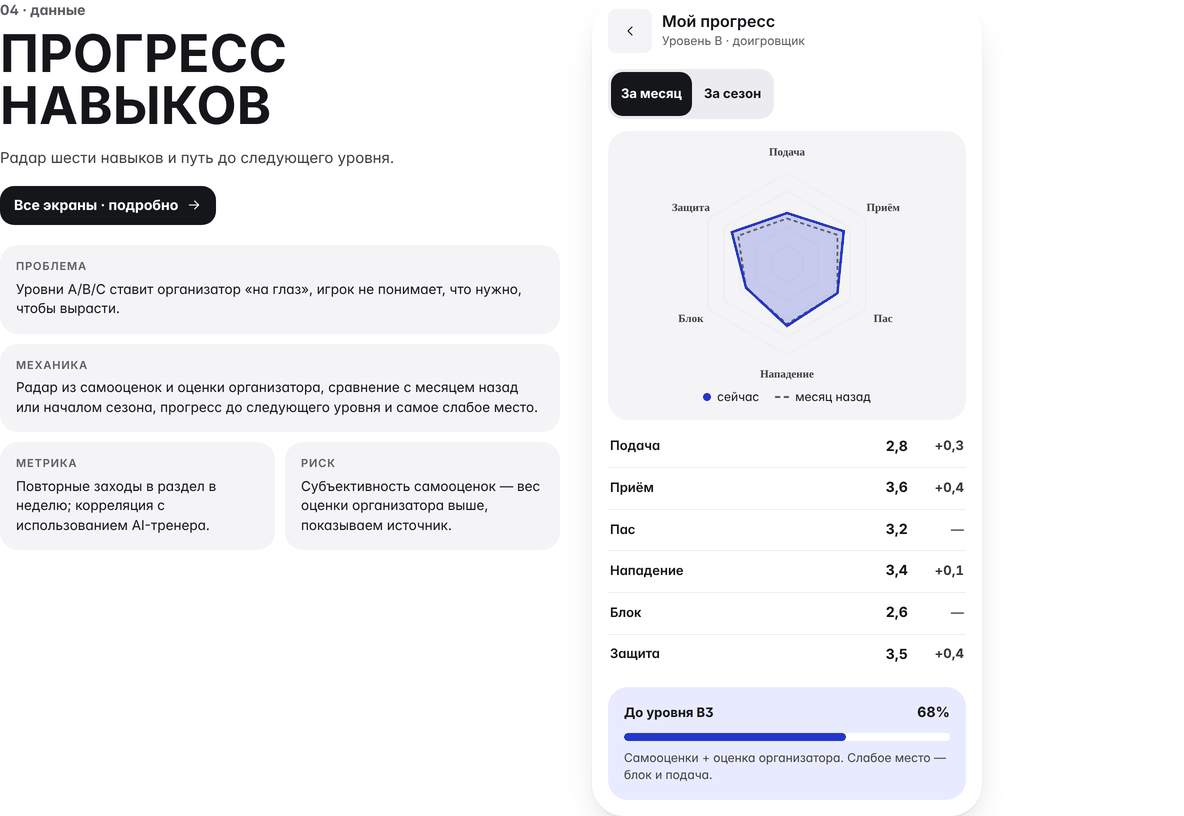 04 · данные
ПРОГРЕСС
НАВЫКОВ
Радар шести навыков и путь до следующего уровня.
Все экраны · подробно →
ПРОБЛЕМА
Уровни A/B/C ставит организатор «на глаз», игрок не понимает, что нужно,
чтобы вырасти.
МЕХАНИКА
Радар из самооценок и оценки организатора, сравнение с месяцем назад
или началом сезона, прогресс до следующего уровня и самое слабое место.
МЕТРИКА
Повторные заходы в раздел в
неделю; корреляция с
использованием AI-тренера.
РИСК
Субъективность самооценок — вес
оценки организатора выше,
показываем источник.
Мой прогресс
Уровень B · доигровщик
За месяц
За сезон
Подача
Защита
Приём
Блок
Пас
Нападение
сейчас
месяц назад
Подача 2,8 +0,3
Приём 3,6 +0,4
Пас 3,2 —
Нападение 3,4 +0,1
Блок 2,6 —
Защита 3,5 +0,4
До уровня B3 68%
Самооценки + оценка организатора. Слабое место —
блок и подача.